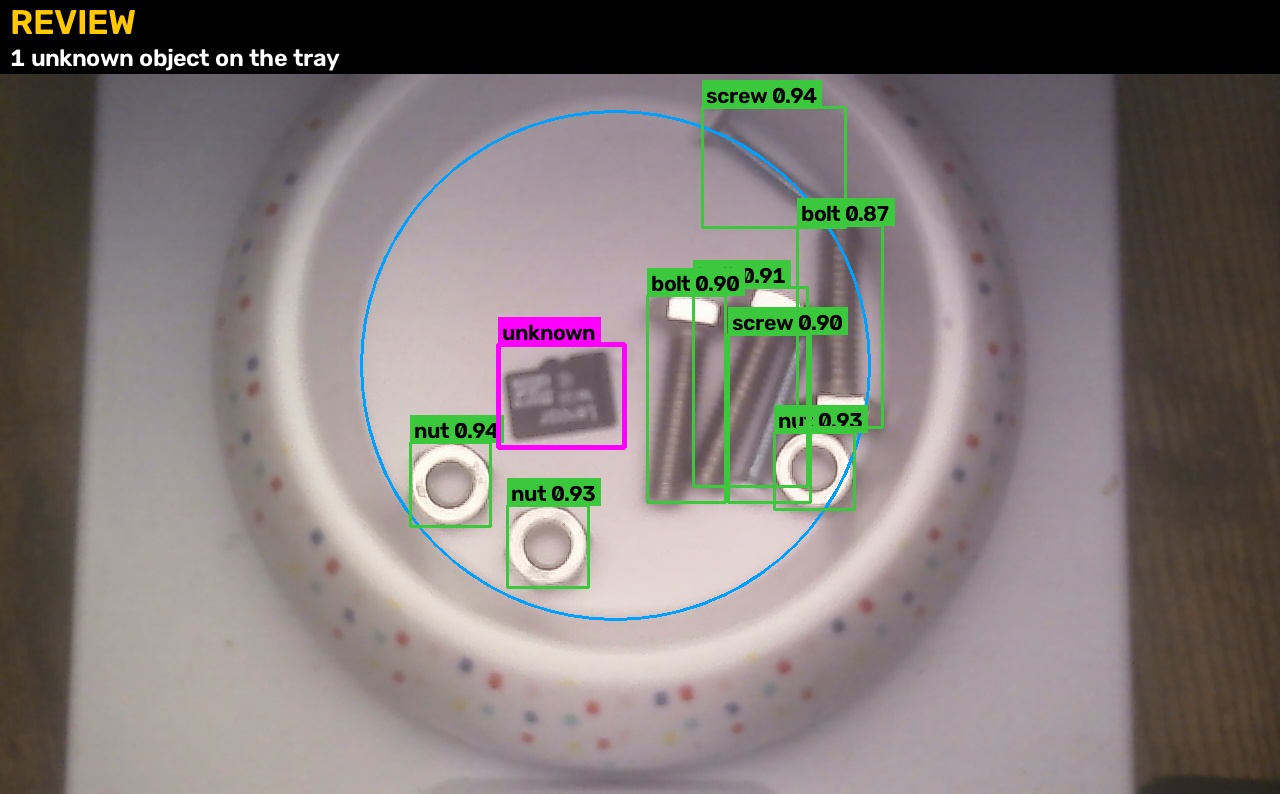 REVIEW
1 unknown object on the tray
screw 0.94
bolt 0.87
0.91
bolt 0.90
screw 0.90
unknown
nut 0.93
nut 0.94
nut 0.93